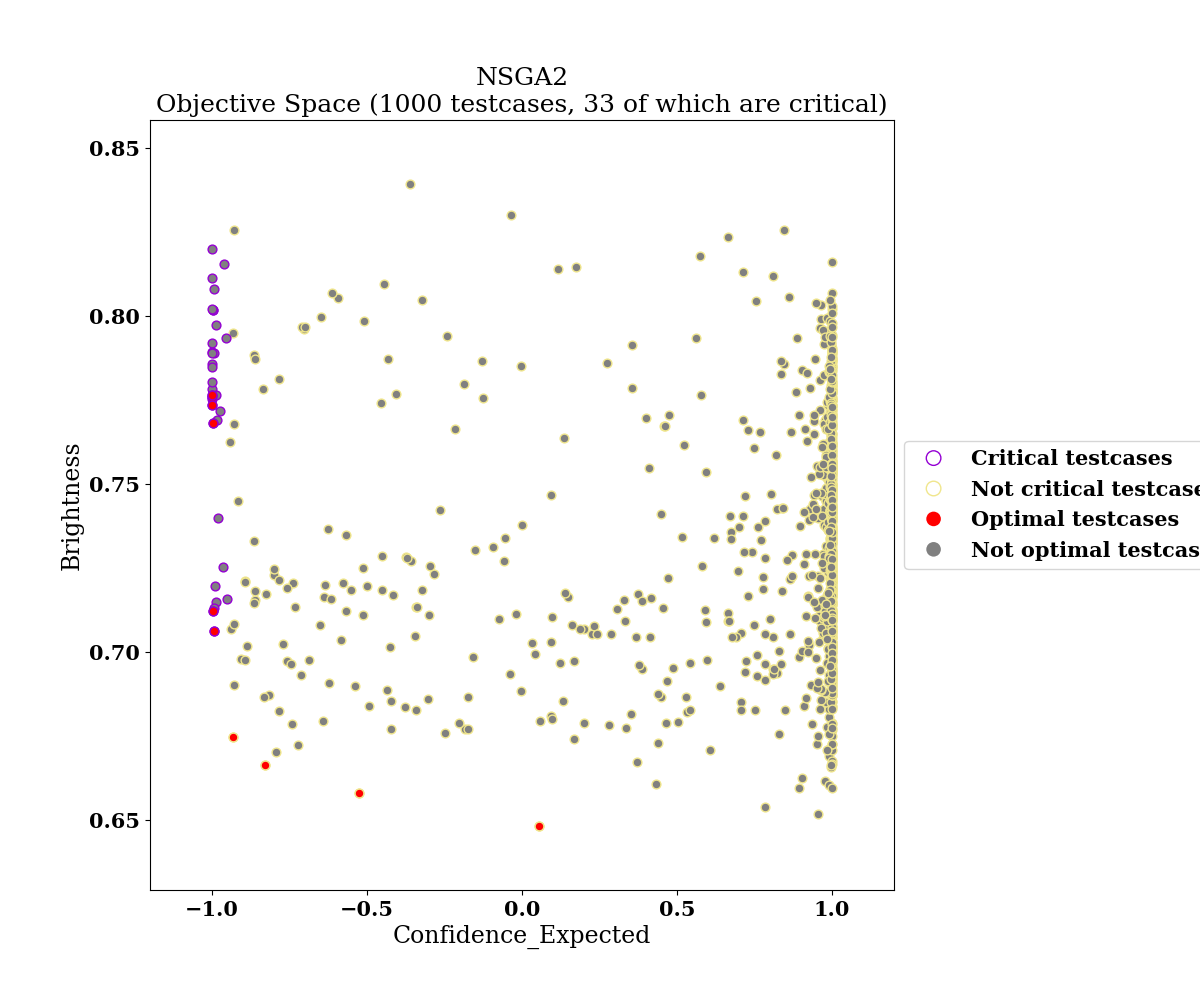 NSGA2
Objective Space (1000 testcases, 33 of which are critical)
0.85
0.80
0.75
0.70
0.65
Brightness
−1.0
−0.5
0.0
0.5
1.0
Confidence_Expected
Critical testcases
Not critical testcase
Optimal testcases
Not optimal testcas